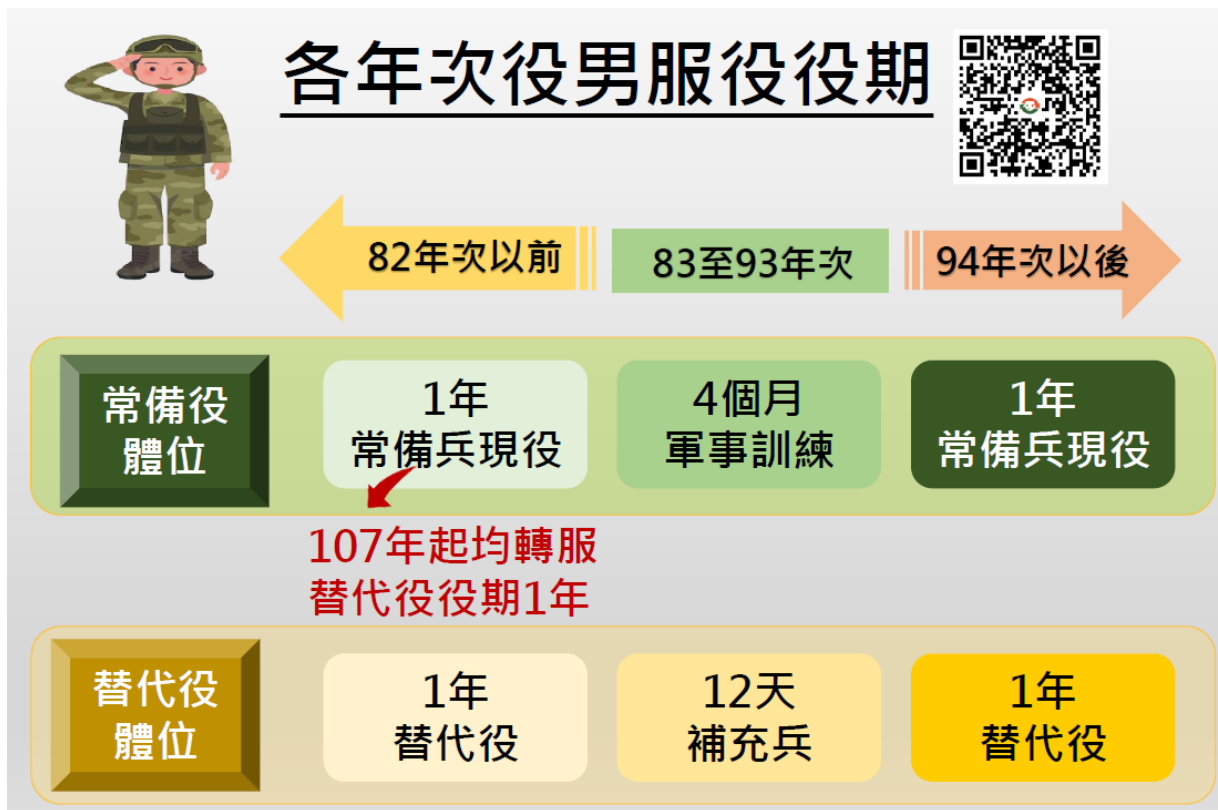 各年次役男服役役期
82年次以前
83至93年次
94年次以後
常備役
體位
1年
常備兵現役
4個月
軍事訓練
1年
常備兵現役
107年起均轉服
替代役役期1年
替代役
體位
1年
替代役
12天
補充兵
1年
替代役